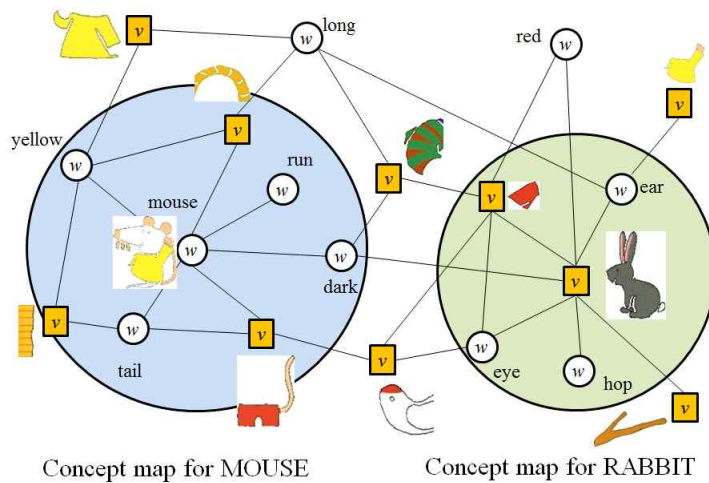 long
red
v
w
w
v
yellow
v
run
w
w
mouse
v
v
w
ear
w
w
dark
v
v
w
v
v
w
tail
eye
w
hop
v
Concept map for MOUSE
Concept map for RABBIT